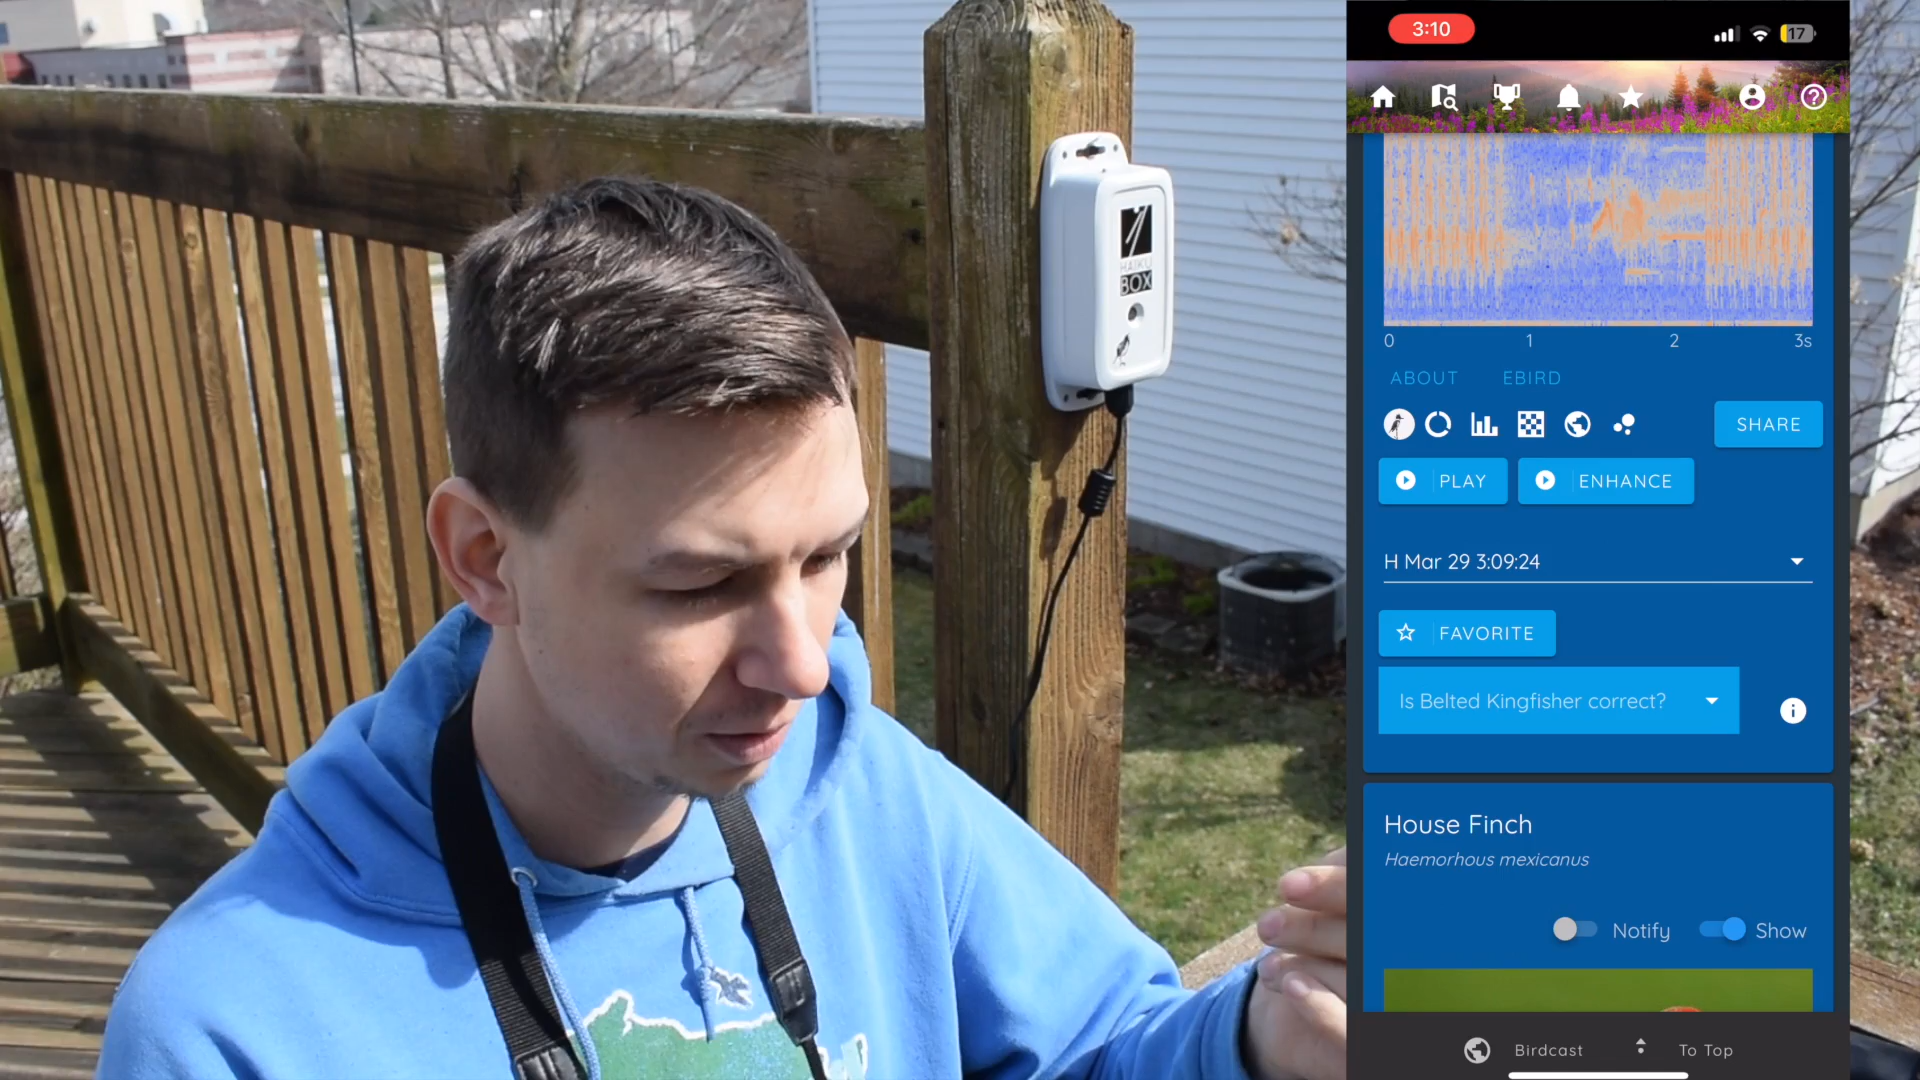 HAIKU
BOX
3:10
17
0 1 2 3s
ABOUT EBIRD
SHARE
PLAY ENHANCE
H Mar 29 3:09:24
FAVORITE
Is Belted Kingfisher correct?
House Finch
Haemorhous mexicanus
Notify Show
Birdcast To Top